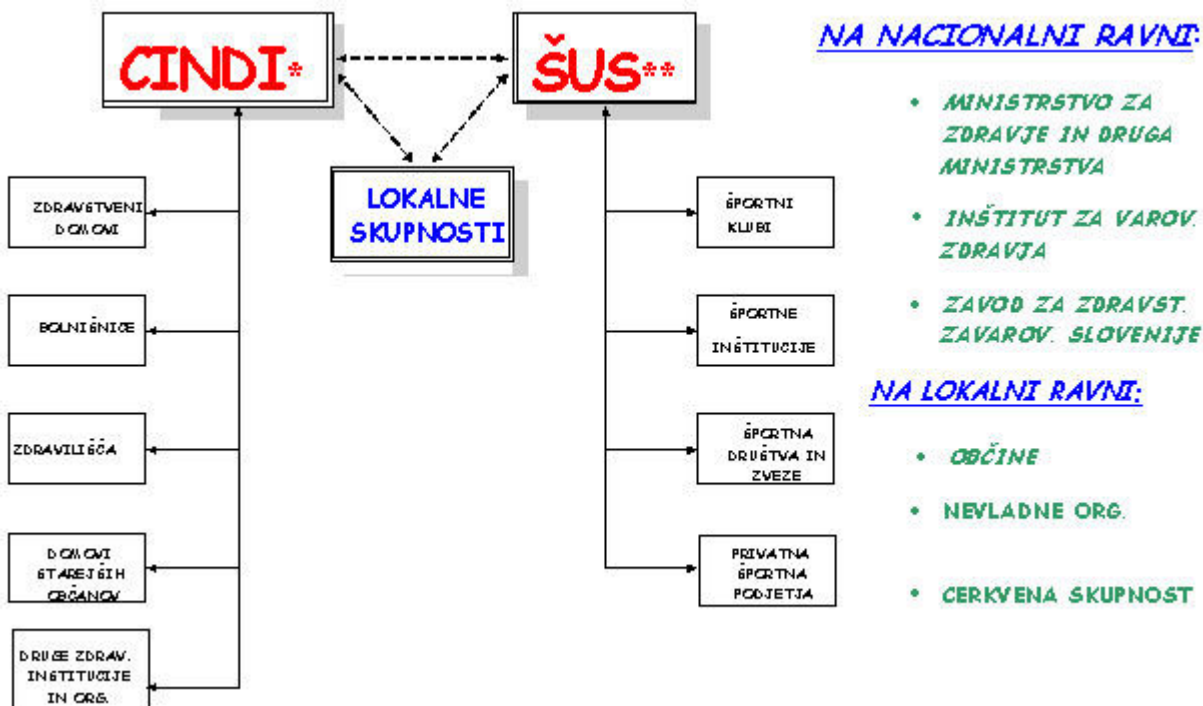 CINDI*
ŠUS**
LOKALNE
SKUPNOSTI
ZDRAVSTVENI
DOMOVI
BOLNIŠNICE
ZDRAVILIŠČA
DOMOVI
STAREJŠIH
OBČANOV
DRUGE ZDRAV.
INSTITUCIJE
IN ORG.
ŠPORTNI
KLUBI
ŠPORTNE
INŠTITUCIJE
ŠPORTNA
DRUŠTVA IN
ZVEZE
PRIVATNA
ŠPORTNA
PODJETJA
NA NACIONALNI RAVNI:
• MINISTRSTVO ZA
ZDRAVJE IN DRUGA
MINISTRSTVA
• INŠTITUT ZA VAROV.
ZDRAVJA
• ZAVOD ZA ZDRAVST.
ZAVAROV. SLOVENIJE
NA LOKALNI RAVNI:
• OBČINE
• NEVLADNE ORG.
• CERKVENA SKUPNOST